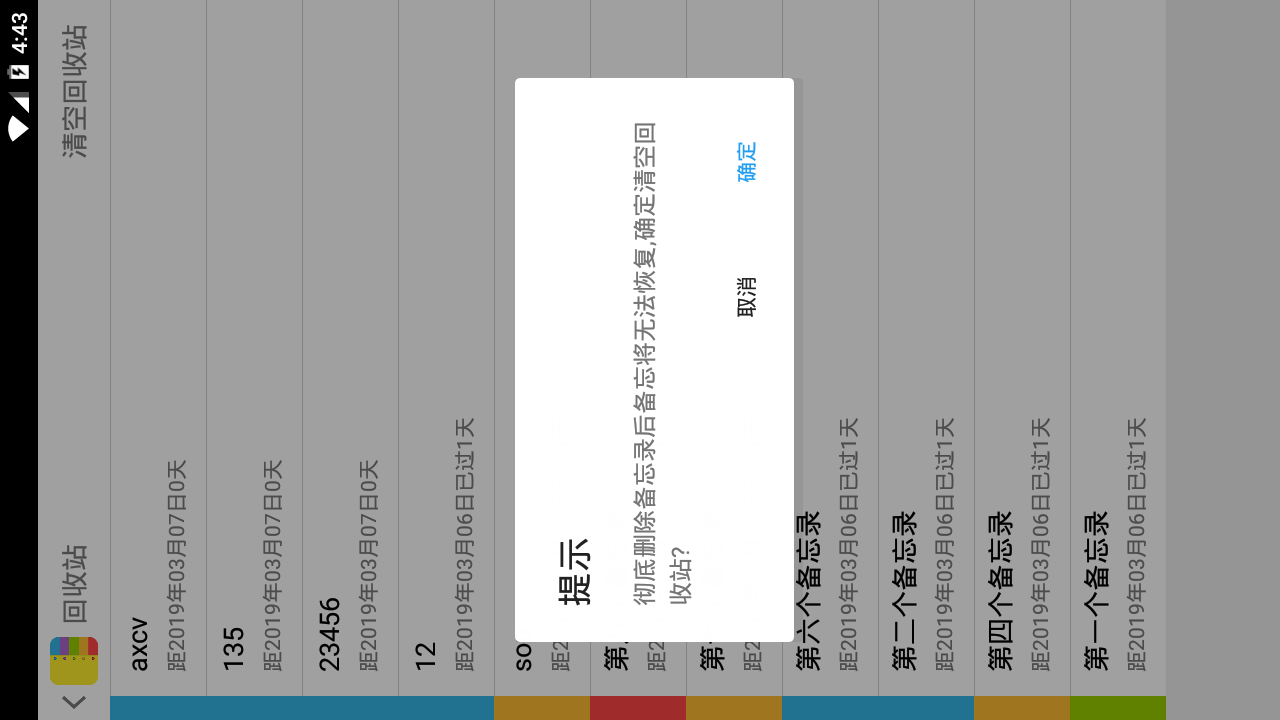 4:43
回收站
清空回收站
axcv
距2019年03月07日0天
135
距2019年03月07日0天
23456
距2019年03月07日0天
12
距2019年03月06日已过1天
so
距2
第
距2
第
距2
第六个备忘录
距2019年03月06日已过1天
第二个备忘录
距2019年03月06日已过1天
第四个备忘录
距2019年03月06日已过1天
第一个备忘录
距2019年03月06日已过1天
提示
彻底删除备忘录后备忘将无法恢复,确定清空回
收站?
取消
确定